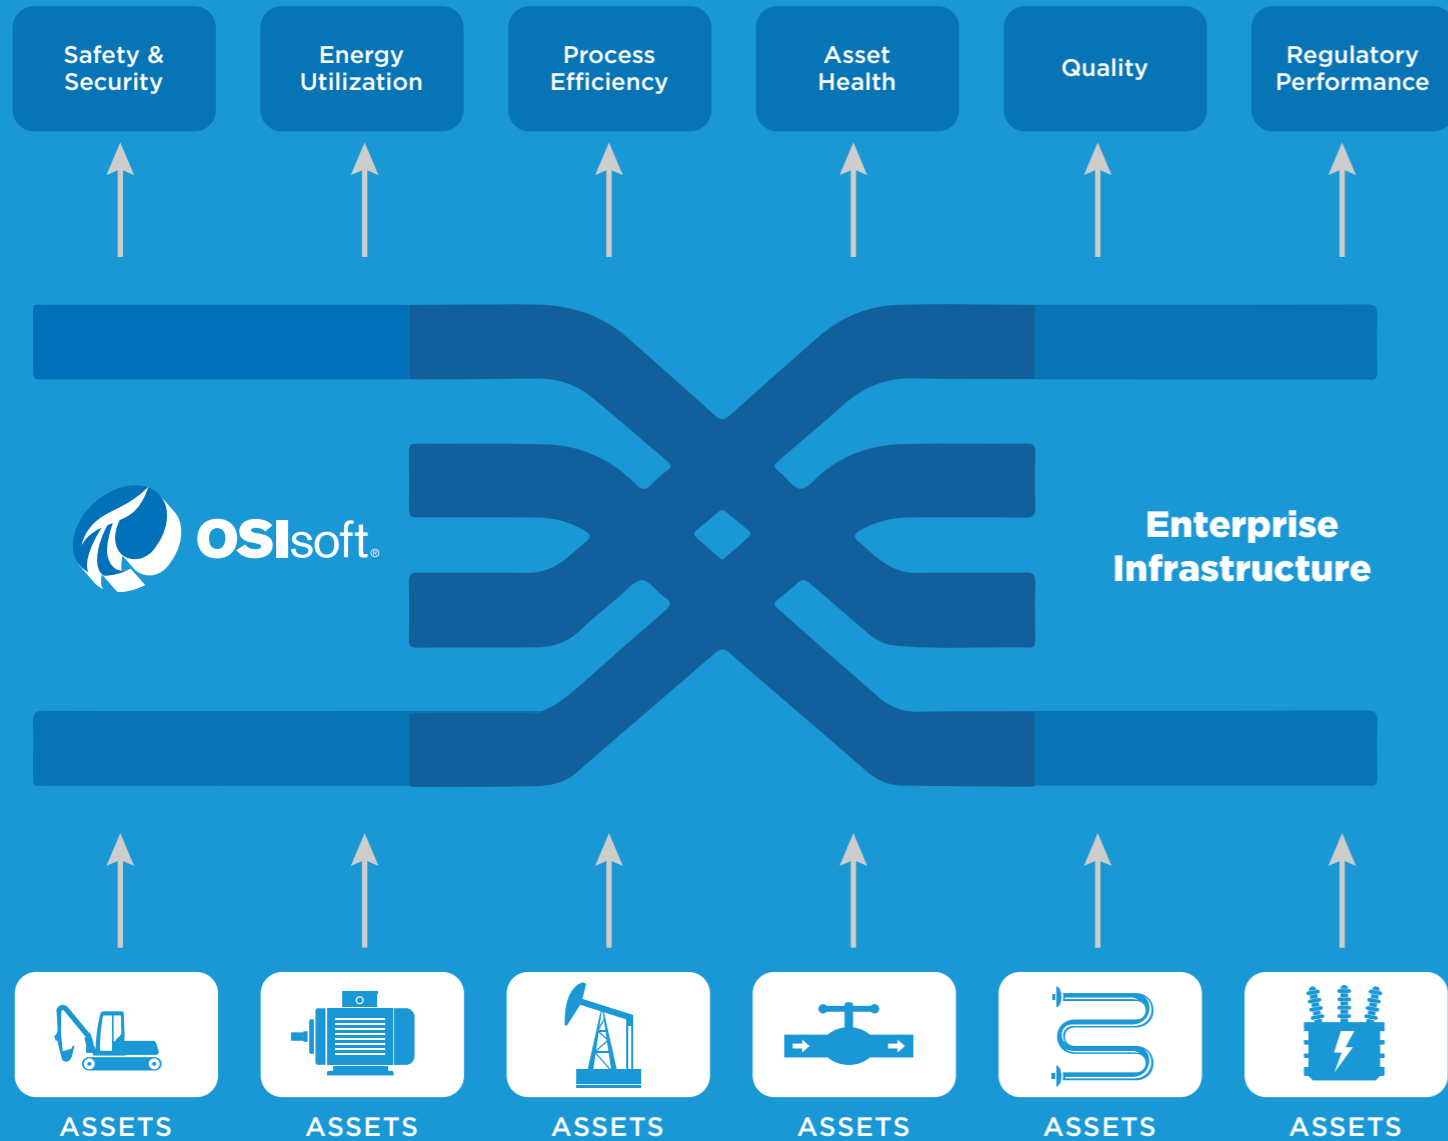 Safety &
Security
Energy
Utilization
Process
Efficiency
Asset
Health
Quality
Regulatory
Performance
OSIsoft®
Enterprise
Infrastructure
ASSETS
ASSETS
ASSETS
ASSETS
ASSETS
ASSETS